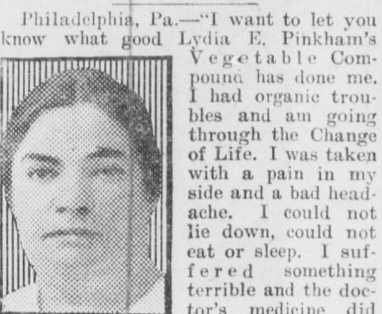 Philadelphia, Pa.—"I want to let you
know what good Lydia E. Pinkham's
Vegetable Com-
pound has done me.
I had organic trou-
bles and am going
through the Change
of Life. I was taken
with a pain in my
side and a bad head-
ache. I could not
lie down, could not
eat or sleep. I suf-
fered something
terrible and the doc-
tor's medicine did